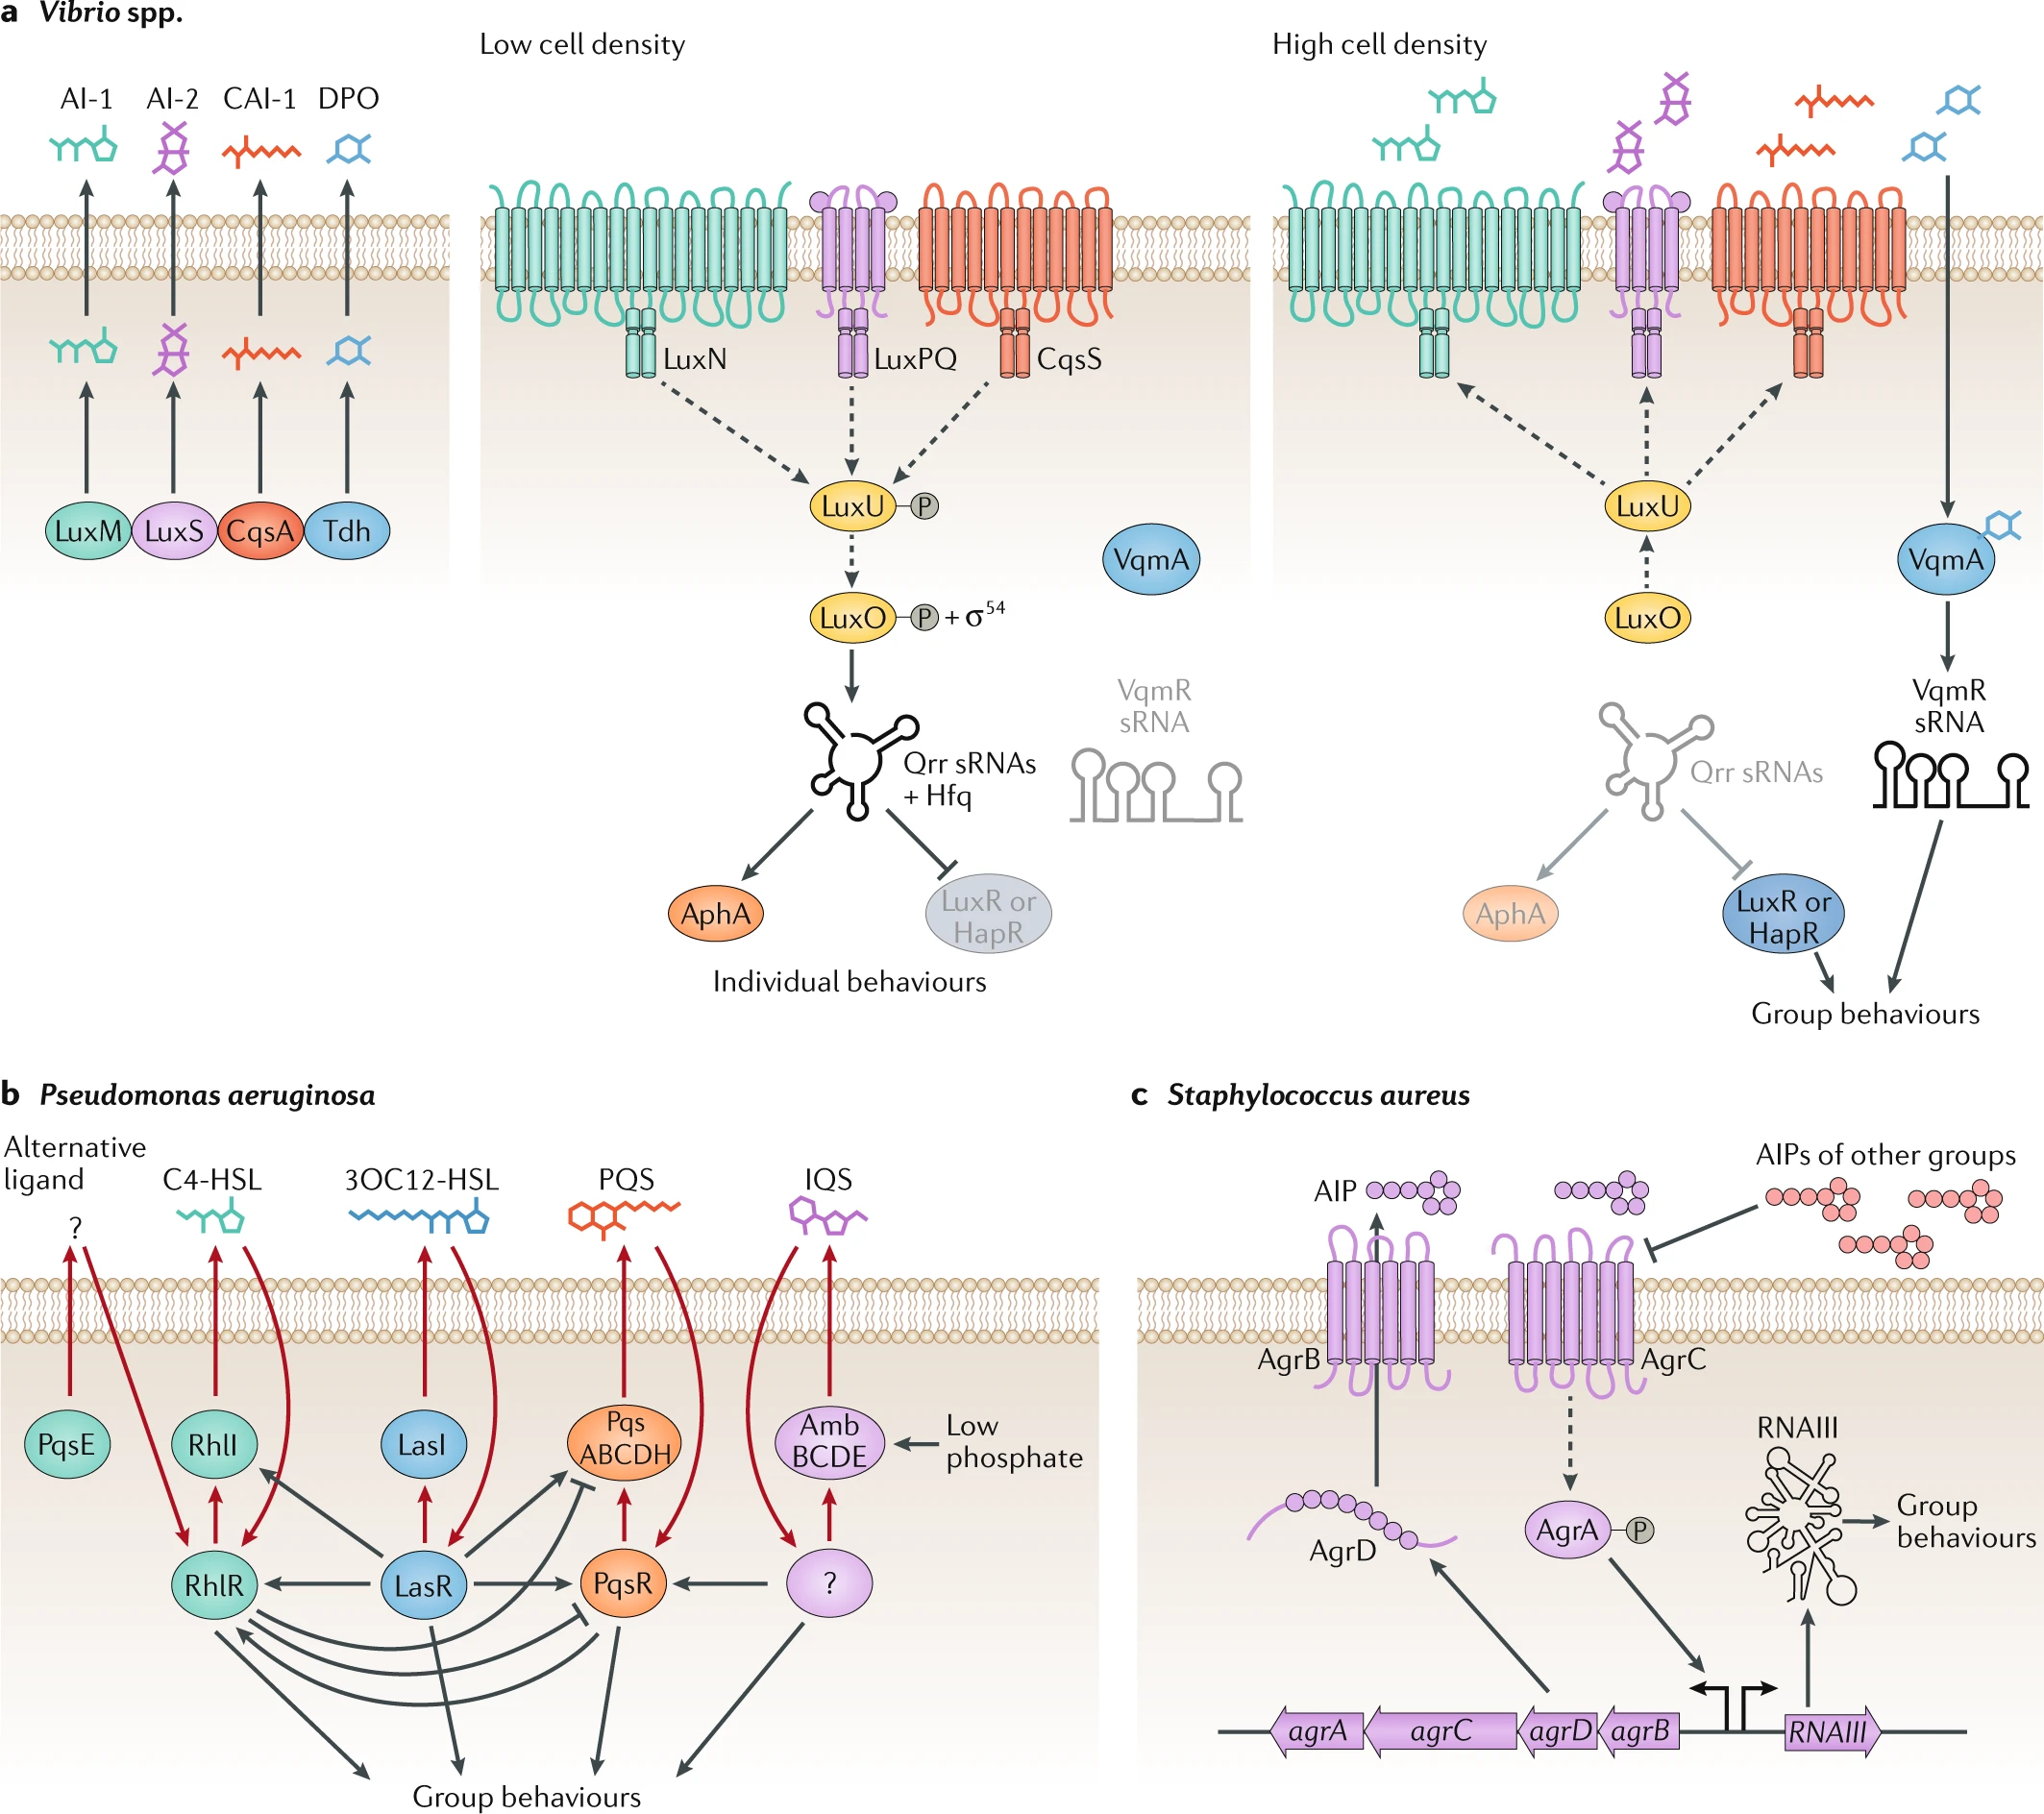 a Vibrio spp.
Low cell density
High cell density
AI-1 AI-2 CAI-1 DPO
LuxN
LuxPQ
CqsS
LuxM
LuxS
CqsA
Tdh
LuxU
P
VqmA
LuxO
P
+ σ54
VqmR
sRNA
Qrr sRNAs
+ Hfq
AphA
LuxR or
HapR
Individual behaviours
LuxU
VqmA
LuxO
VqmR
sRNA
Qrr sRNAs
AphA
LuxR or
HapR
Group behaviours
b Pseudomonas aeruginosa
Alternative
ligand
?
C4-HSL
3OC12-HSL
PQS
IQS
PqsE
RhlI
LasI
Pqs
ABCDH
Amb
BCDE
Low
phosphate
RhlR
LasR
PqsR
?
Group behaviours
c Staphylococcus aureus
AIP
AIPs of other groups
AgrB
AgrC
AgrD
AgrA
P
RNAIII
Group
behaviours
agrA
agrC
agrD
agrB
RNAIII